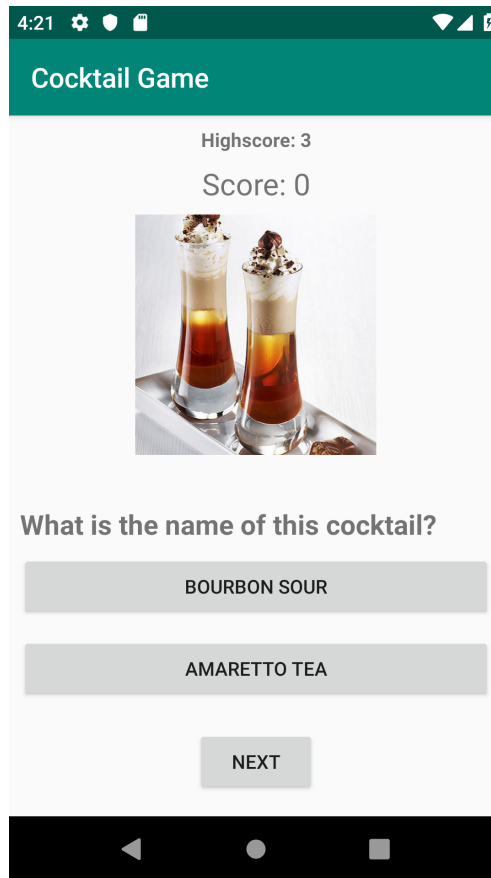 4:21
Cocktail Game
Highscore: 3
Score: 0
What is the name of this cocktail?
BOURBON SOUR
AMARETTO TEA
NEXT